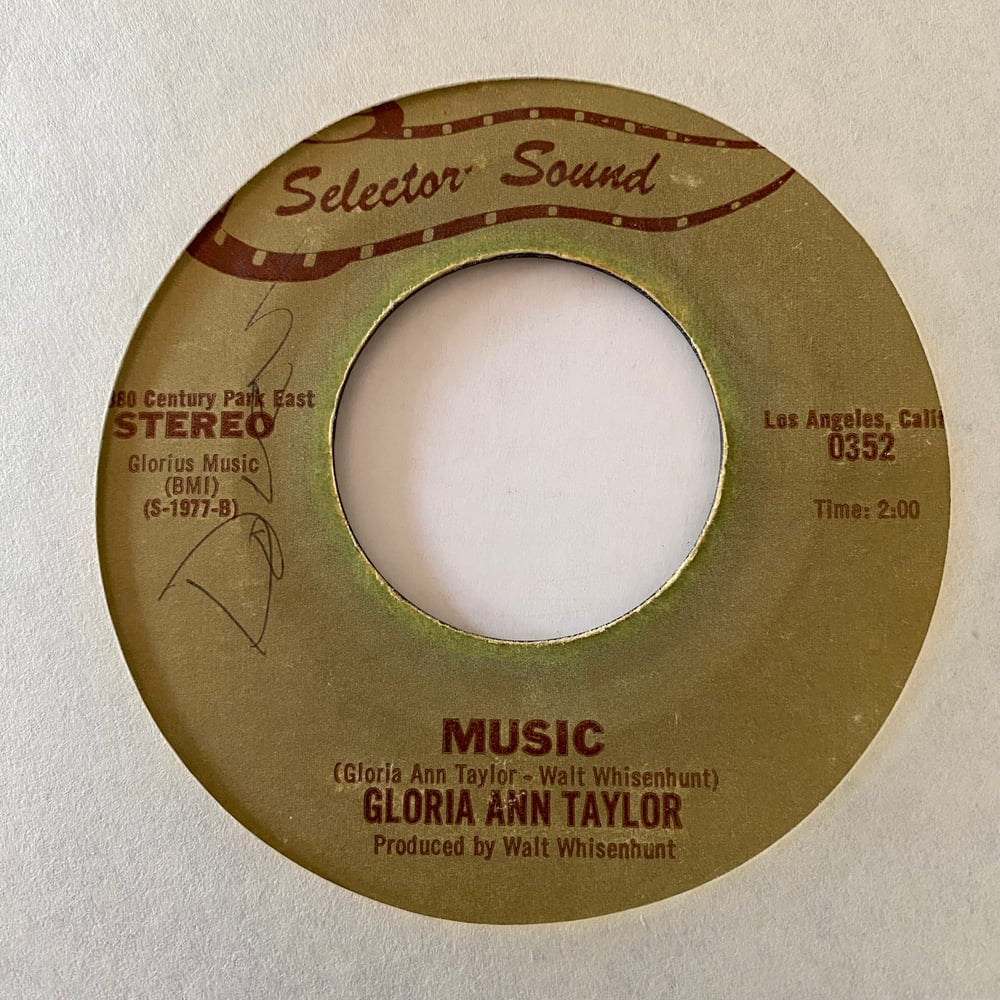 Selector Sound
80 Century Park East
STEREO
Glorius Music
(BMI)
(S-1977-B)
Los Angeles, Calif
0352
Time: 2:00
MUSIC
(Gloria Ann Taylor - Walt Whisenhunt)
GLORIA ANN TAYLOR
Produced by Walt Whisenhunt